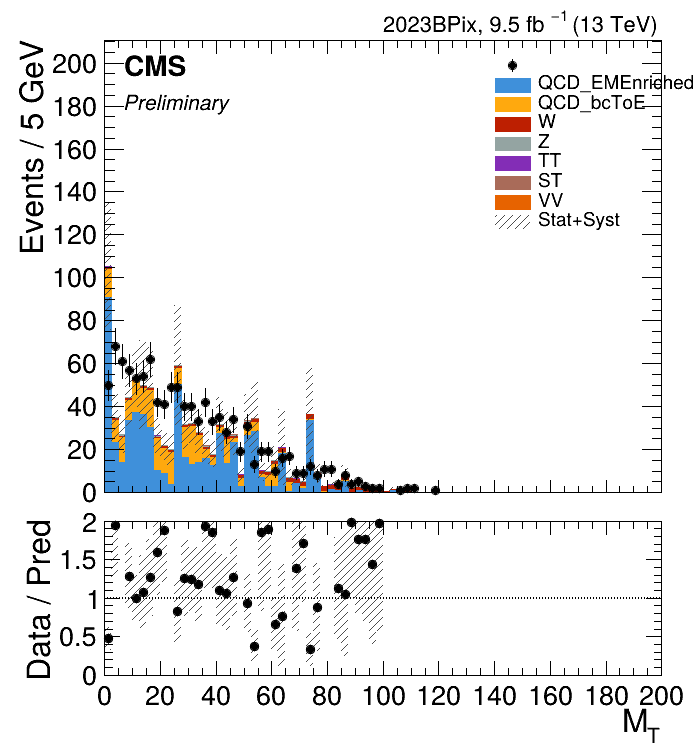 2023BPix, 9.5 fb⁻¹ (13 TeV)
CMS
Preliminary
QCD_EMEnriched
QCD_bcToE
W
Z
TT
ST
VV
Stat+Syst
Events / 5 GeV
200
180
160
140
120
100
80
60
40
20
0
Data / Pred
2
1.5
1
0.5
0
0 20 40 60 80 100 120 140 160 180 200
M_T